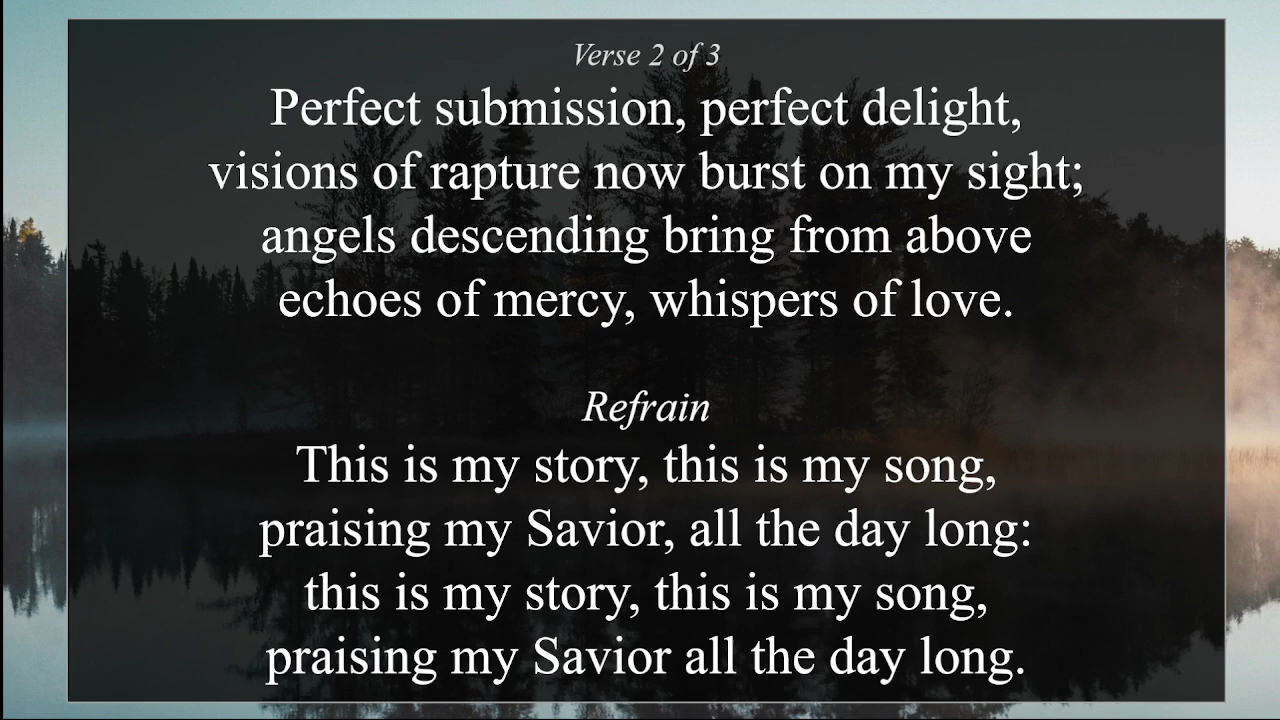 Verse 2 of 3
Perfect submission, perfect delight,
visions of rapture now burst on my sight;
angels descending bring from above
echoes of mercy, whispers of love.
Refrain
This is my story, this is my song,
praising my Savior, all the day long:
this is my story, this is my song,
praising my Savior all the day long.